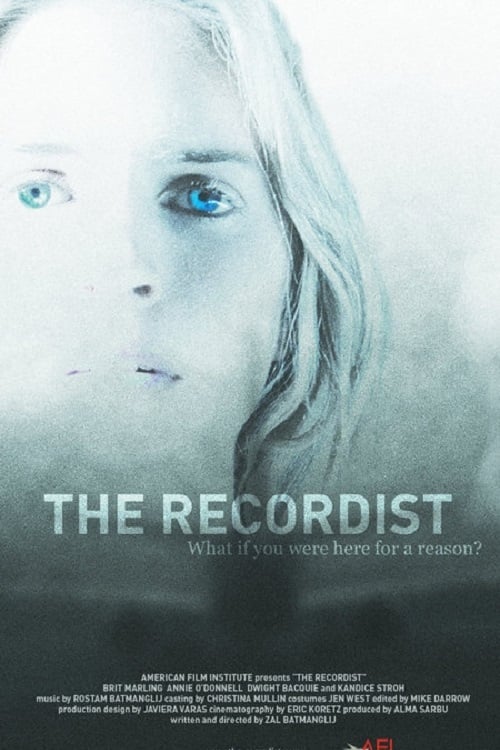 THE RECORDIST
What if you were here for a reason?
AMERICAN FILM INSTITUTE presents "THE RECORDIST"
BRIT MARLING ANNIE O'DONNELL DWIGHT BACQUIE and KANDICE STROH
music by ROSTAM BATMANGLIJ casting by CHRISTINA MULLIN costumes JEN WEST edited by MIKE DARROW
production design by JAVIERA VARAS cinematography by ERIC KORETZ produced by ALMA SARBU
written and directed by ZAL BATMANGLIJ
AFI